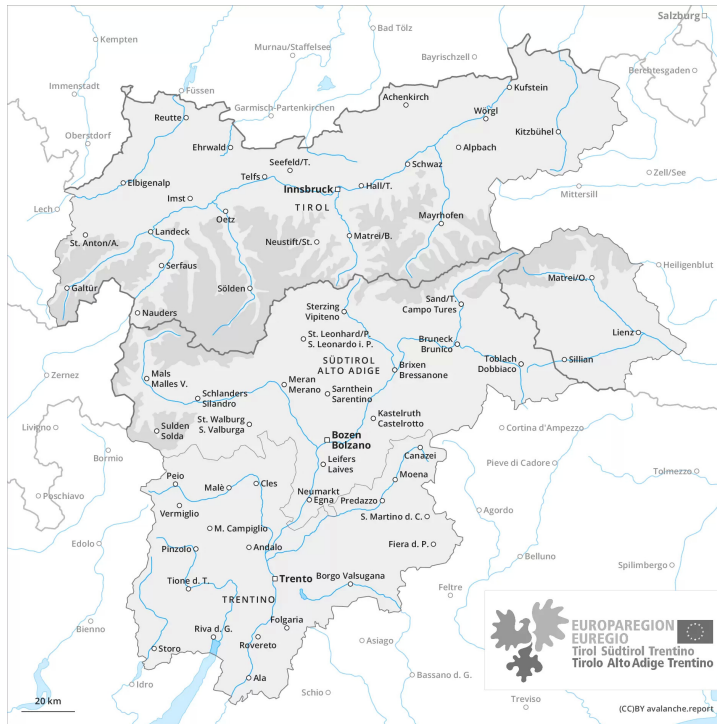 Salzburg
Bad Tölz
Kempten
Murnau/Staffelsee
Bayrischzell
Berchtesgaden
Immenstadt
Füssen
Kufstein
Achenkirch
Garmisch-Partenkirchen
Reutte
Wörgl
Oberstdorf
Kitzbühel
Ehrwald
Alpbach
Seefeld/T.
Schwaz
Zell/See
Telfs
Elbigenalp
Innsbruck
Hall/T.
Mittersill
Imst
TIROL
Lech
Oetz
Mayrhofen
Landeck
Matrei/B.
St. Anton/A.
Neustift/St.
Serfaus
Heiligenblut
Matrei/O.
Galtür
Sölden
Sand/T.
Campo Tures
Nauders
Sterzing
Vipiteno
St. Leonhard/P.
S. Leonardo i. P.
Lienz
Bruneck
Brunico
SÜDTIROL
ALTO ADIGE
Toblach
Dobbiaco
Sillian
Zernez
Mals
Malles V.
Meran
Merano
Brixen
Bressanone
Sarnthein
Sarentino
Schlanders
Silandro
St. Walburg
S. Valburga
Kastelruth
Castelrotto
Livigno
Sulden
Solda
Cortina d'Ampezzo
Bozen
Bolzano
Bormio
Canazei
Leifers
Laives
Pieve di Cadore
Tolmezzo
Peio
Moena
Malè
Cles
Neumarkt
Egna
Predazzo
Poschiavo
Vermiglio
Agordo
S. Martino d. C.
M. Campiglio
Edolo
Pinzolo
Andalo
Fiera d. P.
Belluno
Spilimbergo
Tione d. T.
Trento
Borgo Valsugana
Feltre
TRENTINO
Folgaria
Bienno
Riva d. G.
Rovereto
Asiago
Storo
EUROPAREGION
EUREGIO
Tirol Südtirol Trentino
Tirolo Alto Adige Trentino
Ala
Bassano d. G.
Idro
Schio
20 km
Treviso
(CC)BY avalanche.report